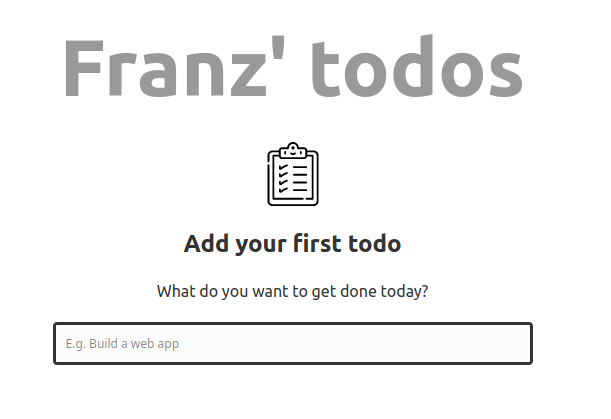 Franz' todos
Add your first todo
What do you want to get done today?
E.g. Build a web app